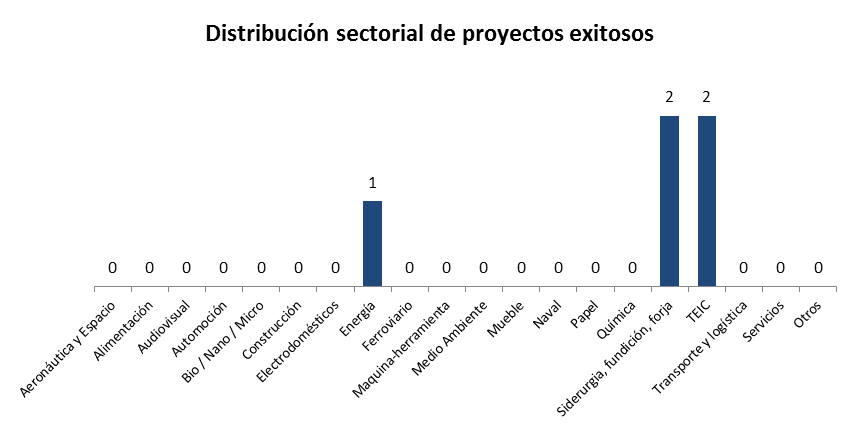 Distribución sectorial de proyectos exitosos
2 2
1
0 0 0 0 0 0 0 0 0 0 0 0 0 0 0 0 0
Aeronáutica y Espacio
Alimentación
Audiovisual
Automoción
Bio / Nano / Micro
Construcción
Electrodomésticos
Energía
Ferroviario
Maquina-herramienta
Medio Ambiente
Mueble
Naval
Papel
Química
Siderurgia, fundición, forja
TEIC
Transporte y logística
Servicios
Otros